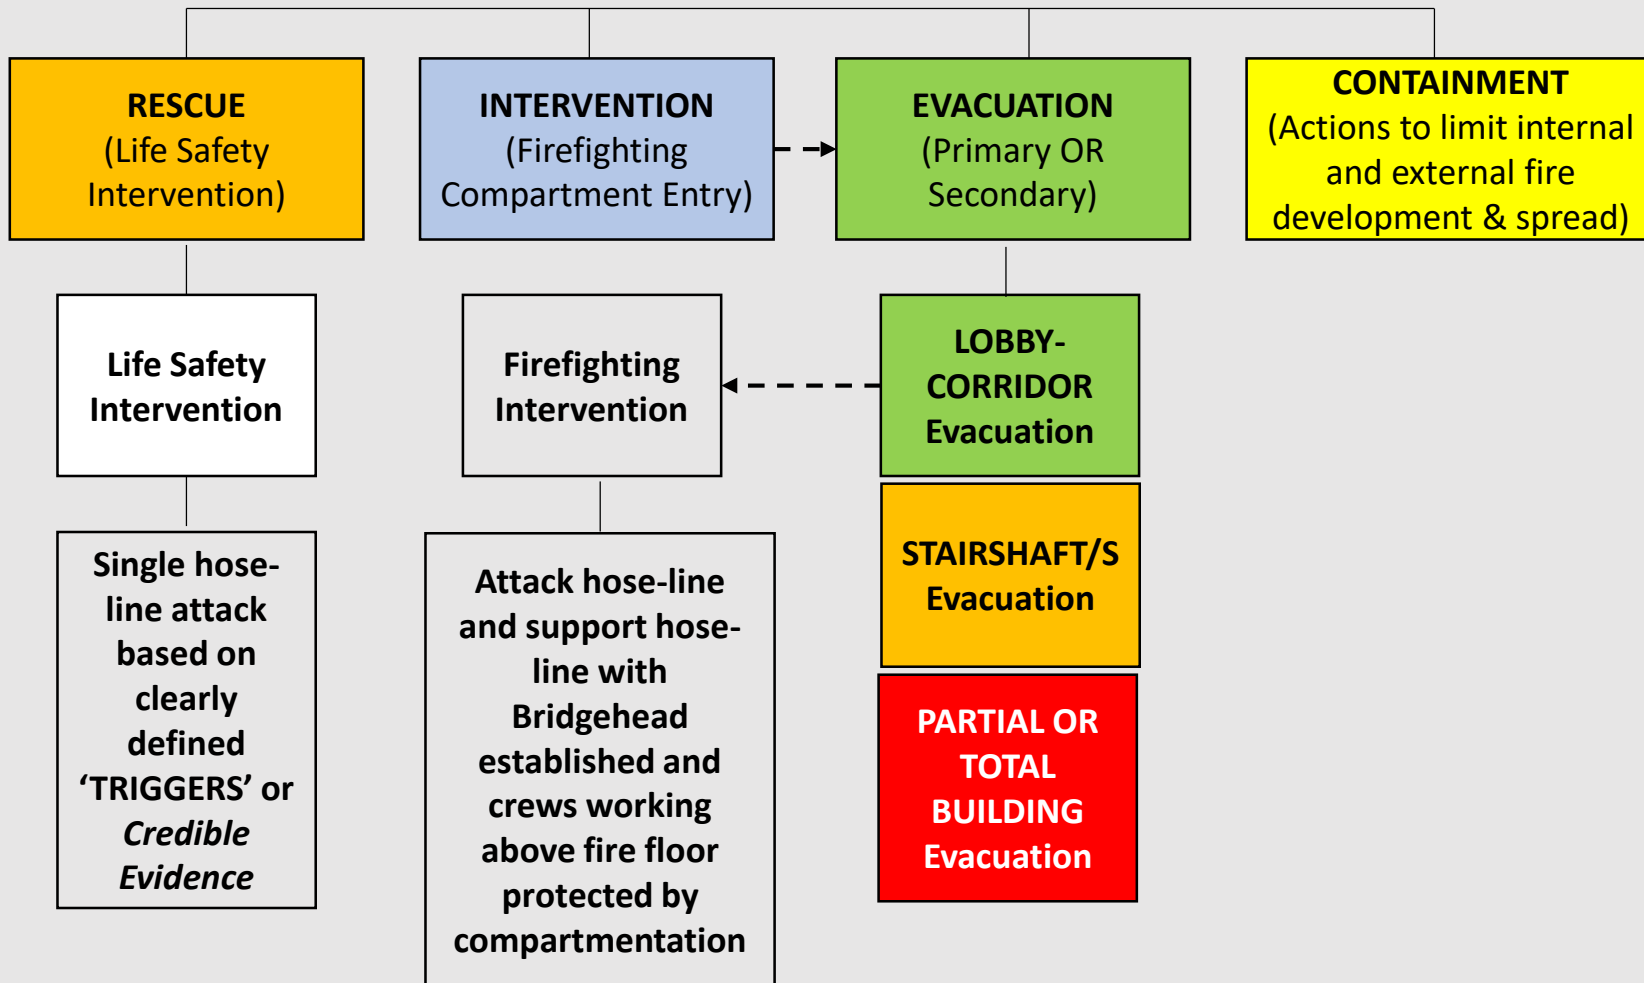 RESCUE
(Life Safety
Intervention)
INTERVENTION
(Firefighting
Compartment Entry)
EVACUATION
(Primary OR
Secondary)
CONTAINMENT
(Actions to limit internal
and external fire
development & spread)
Life Safety
Intervention
Firefighting
Intervention
LOBBY-
CORRIDOR
Evacuation
STAIRSHAFT/S
Evacuation
PARTIAL OR
TOTAL
BUILDING
Evacuation
Single hose-
line attack
based on
clearly
defined
‘TRIGGERS’ or
Credible
Evidence
Attack hose-line
and support hose-
line with
Bridgehead
established and
crews working
above fire floor
protected by
compartmentation